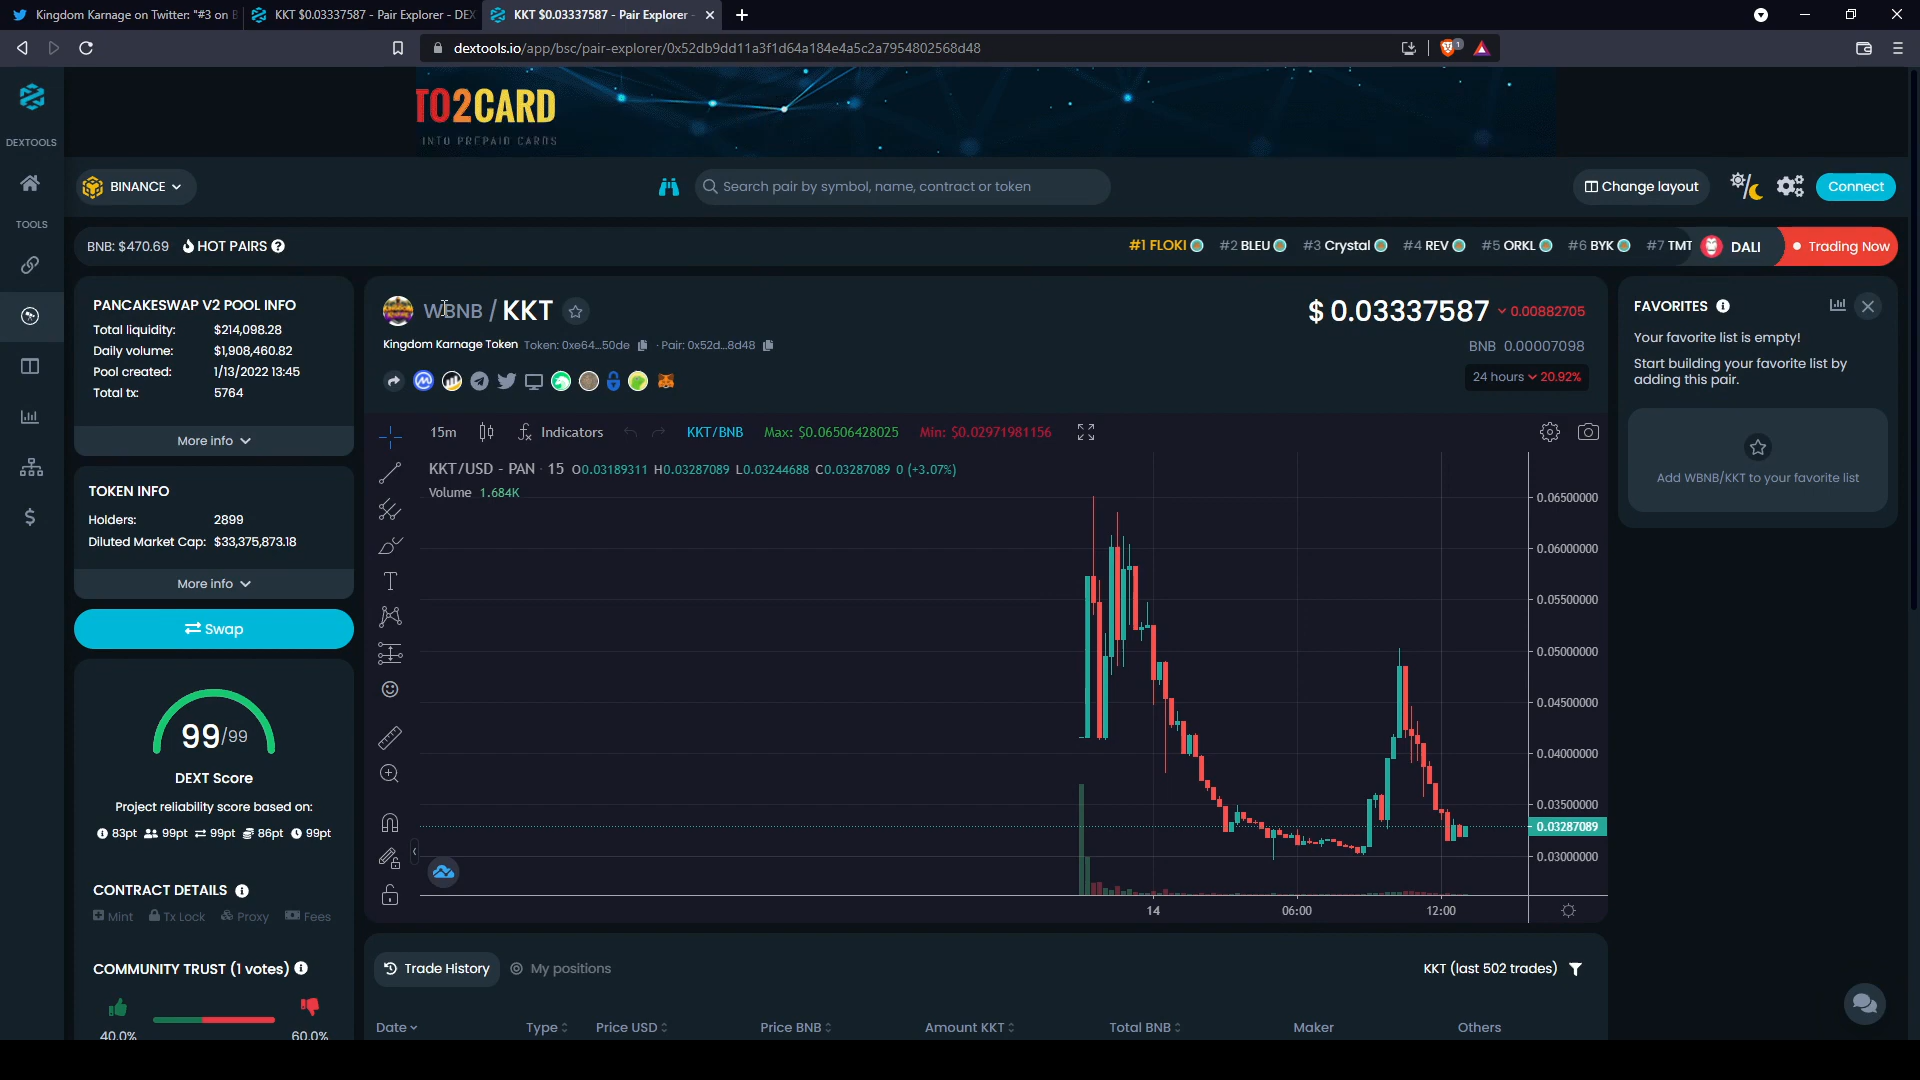 Kingdom Karnage on Twitter: "#3 on
KKT $0.03337587 - Pair Explorer - DEX
KKT $0.03337587 - Pair Explorer -
dextools.io/app/bsc/pair-explorer/0x52db9dd11a3f1d64a184e4a5c2a7954802568d48
1
TO2CARD
INTO PREPAID CARDS
DEXTOOLS
BINANCE
Search pair by symbol, name, contract or token
Change layout
Connect
TOOLS
BNB: $470.69 HOT PAIRS
#1 FLOKI #2 BLEU #3 Crystal #4 REV #5 ORKL #6 BYK #7 TMT DALI Trading Now
PANCAKESWAP V2 POOL INFO
Total liquidity: $214,098.28
Daily volume: $1,908,460.82
Pool created: 1/13/2022 13:45
Total tx: 5764
More info
TOKEN INFO
Holders: 2899
Diluted Market Cap: $33,375,873.18
More info
Swap
99/99
DEXT Score
Project reliability score based on:
83pt 99pt 99pt 86pt 99pt
CONTRACT DETAILS
Mint Tx Lock Proxy Fees
COMMUNITY TRUST (1 votes)
40.0% 60.0%
WBNB / KKT
$ 0.03337587 0.00882705
Kingdom Karnage Token Token: 0xe64...50de · Pair: 0x52d...8d48
BNB 0.00007098
24 hours 20.92%
15m Indicators KKT/BNB Max: $0.06506428025 Min: $0.02971981156
KKT/USD - PAN · 15 O0.03189311 H0.03287089 L0.03244688 C0.03287089 0 (+3.07%)
Volume 1.684K
0.06500000
0.06000000
0.05500000
0.05000000
0.04500000
0.04000000
0.03500000
0.03287089
0.03000000
14 06:00 12:00
Trade History My positions
KKT (last 502 trades)
Date Type Price USD Price BNB Amount KKT Total BNB Maker Others
FAVORITES
Your favorite list is empty!
Start building your favorite list by
adding this pair.
Add WBNB/KKT to your favorite list